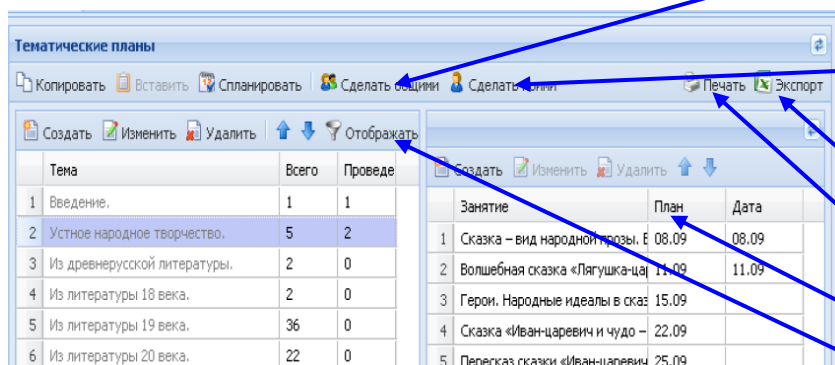 Тематические планы
Копировать Вставить Спланировать Сделать общими Сделать Печать Экспорт
Создать Изменить Удалить Отображать
Тема Всего Проведе
1 Введение. 1 1
2 Устное народное творчество. 5 2
3 Из древнерусской литературы. 2 0
4 Из литературы 18 века. 2 0
5 Из литературы 19 века. 36 0
6 Из литературы 20 века. 22 0
Создать Изменить Удалить
Занятие План Дата
1 Сказка – вид народной прозы. 08.09 08.09
2 Волшебная сказка «Лягушка-ца 11.09 11.09
3 Герои. Народные идеалы в сказ 15.09
4 Сказка «Иван-царевич и чудо – 22.09
5 Пересказ сказки «Иван-царевич 25.09